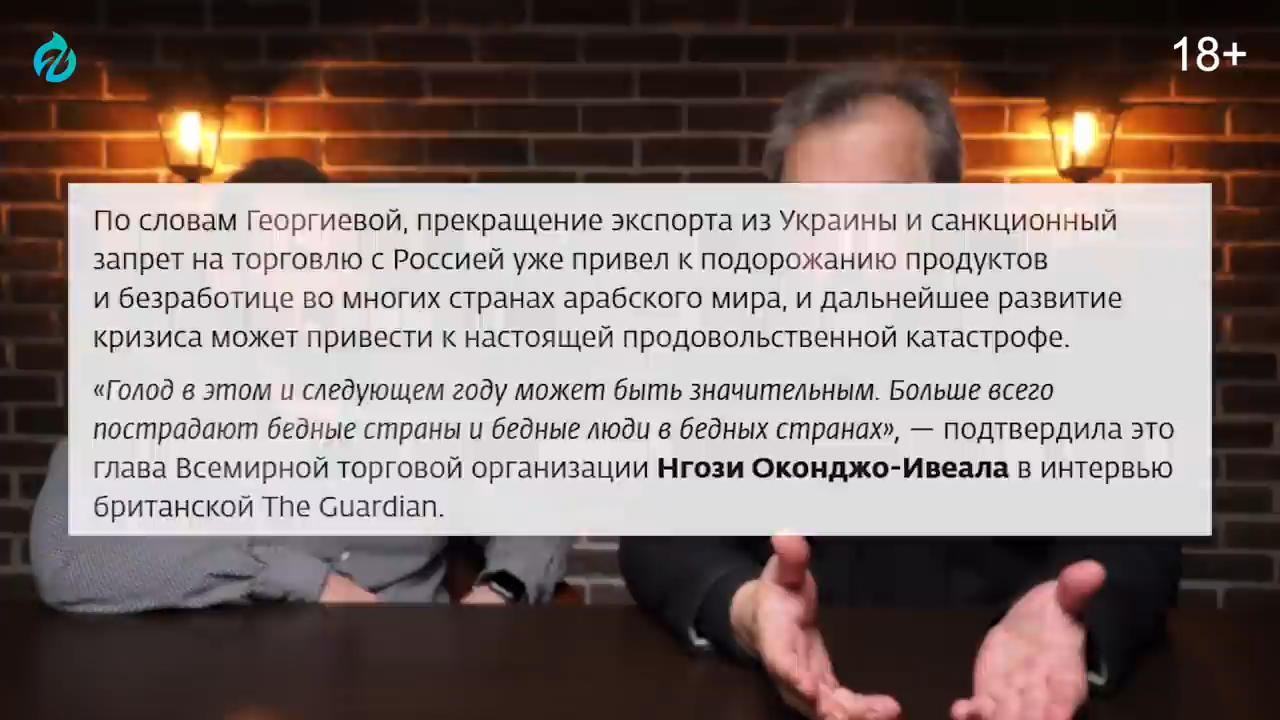 18+
По словам Георгиевой, прекращение экспорта из Украины и санкционный
запрет на торговлю с Россией уже привел к подорожанию продуктов
и безработице во многих странах арабского мира, и дальнейшее развитие
кризиса может привести к настоящей продовольственной катастрофе.
«Голод в этом и следующем году может быть значительным. Больше всего
пострадают бедные страны и бедные люди в бедных странах», — подтвердила это
глава Всемирной торговой организации Нгози Оконджо-Ивеала в интервью
британской The Guardian.